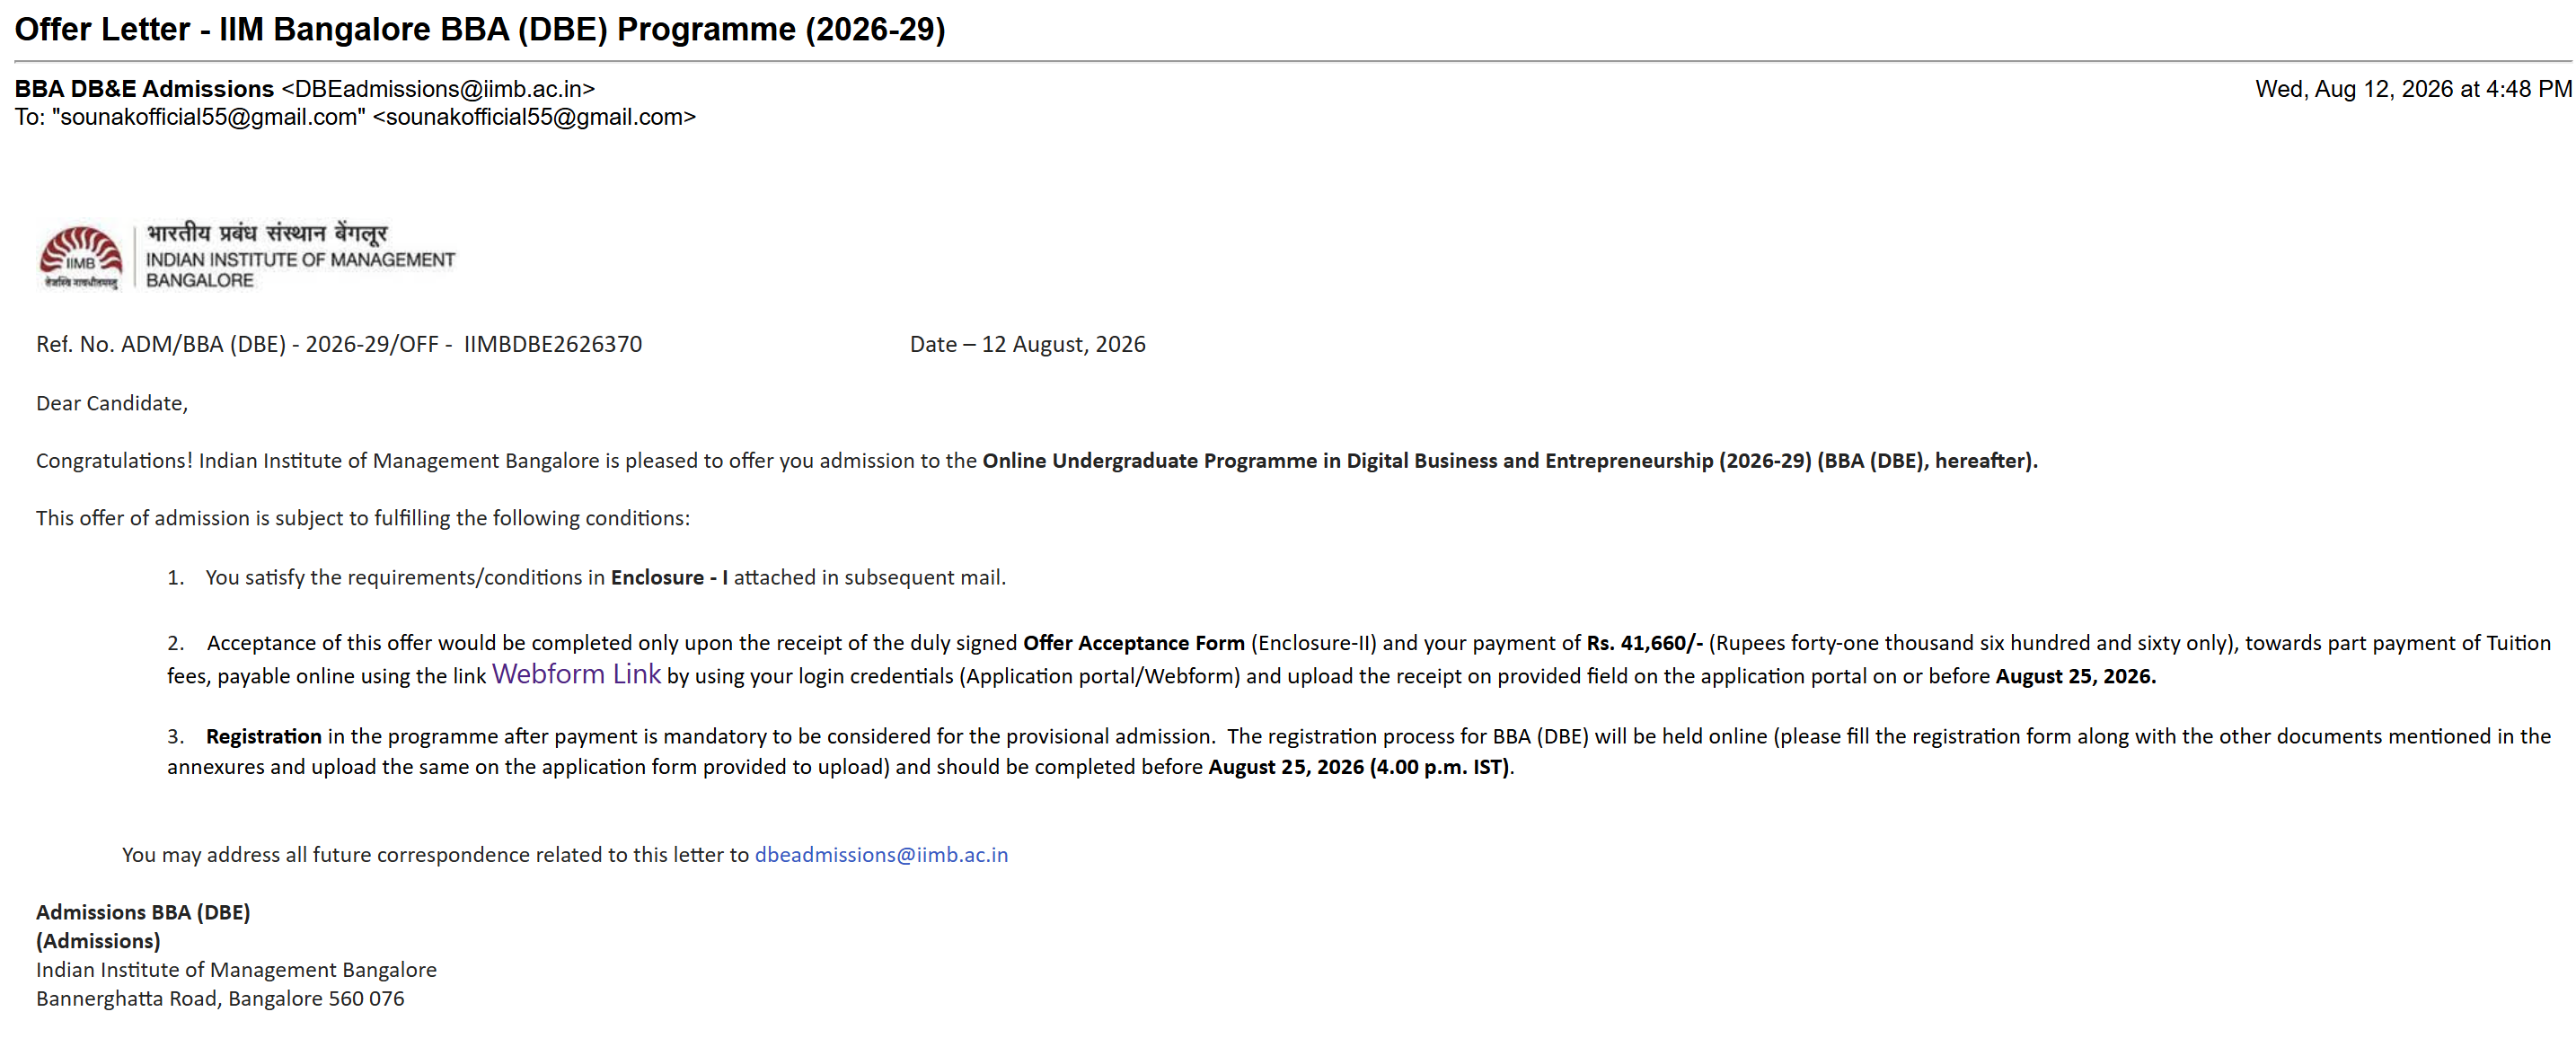 Offer Letter - IIM Bangalore BBA (DBE) Programme (2026-29)
BBA DB&E Admissions <DBEadmissions@iimb.ac.in> Wed, Aug 12, 2026 at 4:48 PM
To: "sounakofficial55@gmail.com" <sounakofficial55@gmail.com>
भारतीय प्रबंध संस्थान बेंगलूर
INDIAN INSTITUTE OF MANAGEMENT
BANGALORE
IIMB
तेजस्वि नावधीतमस्तु
Ref. No. ADM/BBA (DBE) - 2026-29/OFF - IIMBDBE2626370 Date – 12 August, 2026
Dear Candidate,
Congratulations! Indian Institute of Management Bangalore is pleased to offer you admission to the Online Undergraduate Programme in Digital Business and Entrepreneurship (2026-29) (BBA (DBE), hereafter).
This offer of admission is subject to fulfilling the following conditions:
1. You satisfy the requirements/conditions in Enclosure - I attached in subsequent mail.
2. Acceptance of this offer would be completed only upon the receipt of the duly signed Offer Acceptance Form (Enclosure-II) and your payment of Rs. 41,660/- (Rupees forty-one thousand six hundred and sixty only), towards part payment of Tuition
fees, payable online using the link Webform Link by using your login credentials (Application portal/Webform) and upload the receipt on provided field on the application portal on or before August 25, 2026.
3. Registration in the programme after payment is mandatory to be considered for the provisional admission. The registration process for BBA (DBE) will be held online (please fill the registration form along with the other documents mentioned in the
annexures and upload the same on the application form provided to upload) and should be completed before August 25, 2026 (4.00 p.m. IST).
You may address all future correspondence related to this letter to dbeadmissions@iimb.ac.in
Admissions BBA (DBE)
(Admissions)
Indian Institute of Management Bangalore
Bannerghatta Road, Bangalore 560 076